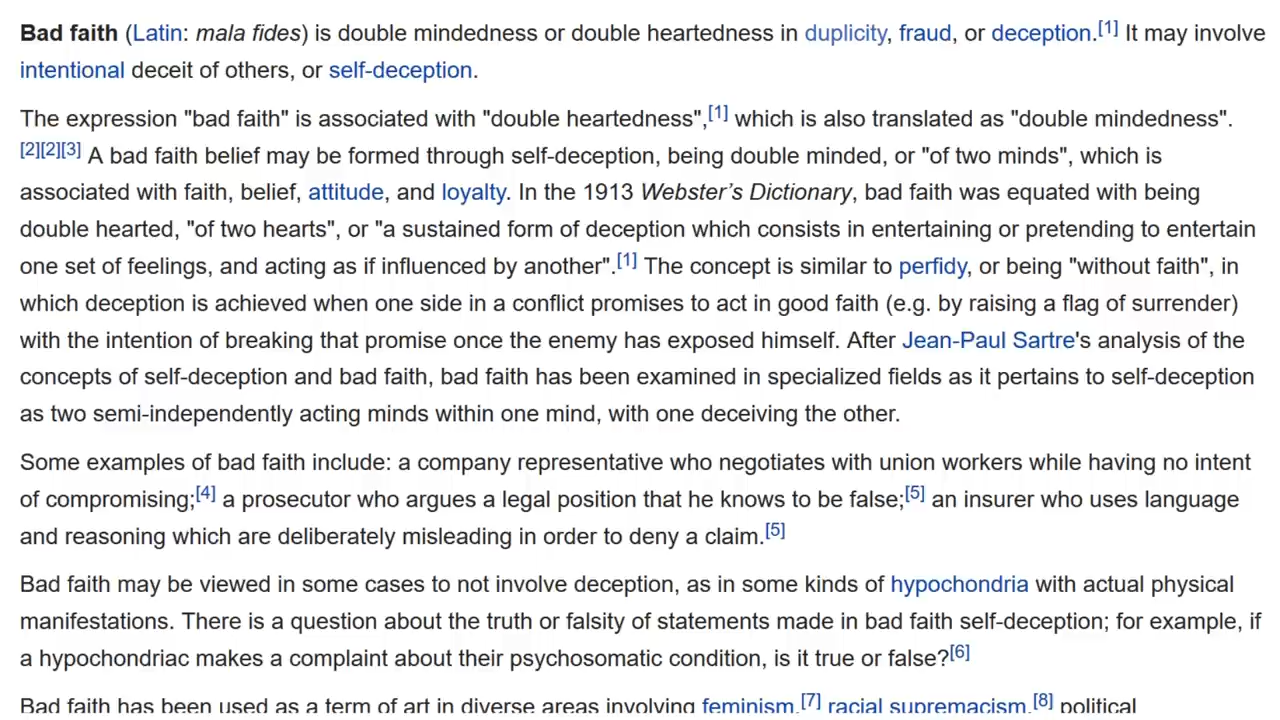 Bad faith (Latin: mala fides) is double mindedness or double heartedness in duplicity, fraud, or deception.[1] It may involve
intentional deceit of others, or self-deception.
The expression "bad faith" is associated with "double heartedness",[1] which is also translated as "double mindedness".
[2][2][3] A bad faith belief may be formed through self-deception, being double minded, or "of two minds", which is
associated with faith, belief, attitude, and loyalty. In the 1913 Webster’s Dictionary, bad faith was equated with being
double hearted, "of two hearts", or "a sustained form of deception which consists in entertaining or pretending to entertain
one set of feelings, and acting as if influenced by another".[1] The concept is similar to perfidy, or being "without faith", in
which deception is achieved when one side in a conflict promises to act in good faith (e.g. by raising a flag of surrender)
with the intention of breaking that promise once the enemy has exposed himself. After Jean-Paul Sartre's analysis of the
concepts of self-deception and bad faith, bad faith has been examined in specialized fields as it pertains to self-deception
as two semi-independently acting minds within one mind, with one deceiving the other.
Some examples of bad faith include: a company representative who negotiates with union workers while having no intent
of compromising;[4] a prosecutor who argues a legal position that he knows to be false;[5] an insurer who uses language
and reasoning which are deliberately misleading in order to deny a claim.[5]
Bad faith may be viewed in some cases to not involve deception, as in some kinds of hypochondria with actual physical
manifestations. There is a question about the truth or falsity of statements made in bad faith self-deception; for example, if
a hypochondriac makes a complaint about their psychosomatic condition, is it true or false?[6]
Bad faith has been used as a term of art in diverse areas involving feminism,[7] racial supremacism,[8] political